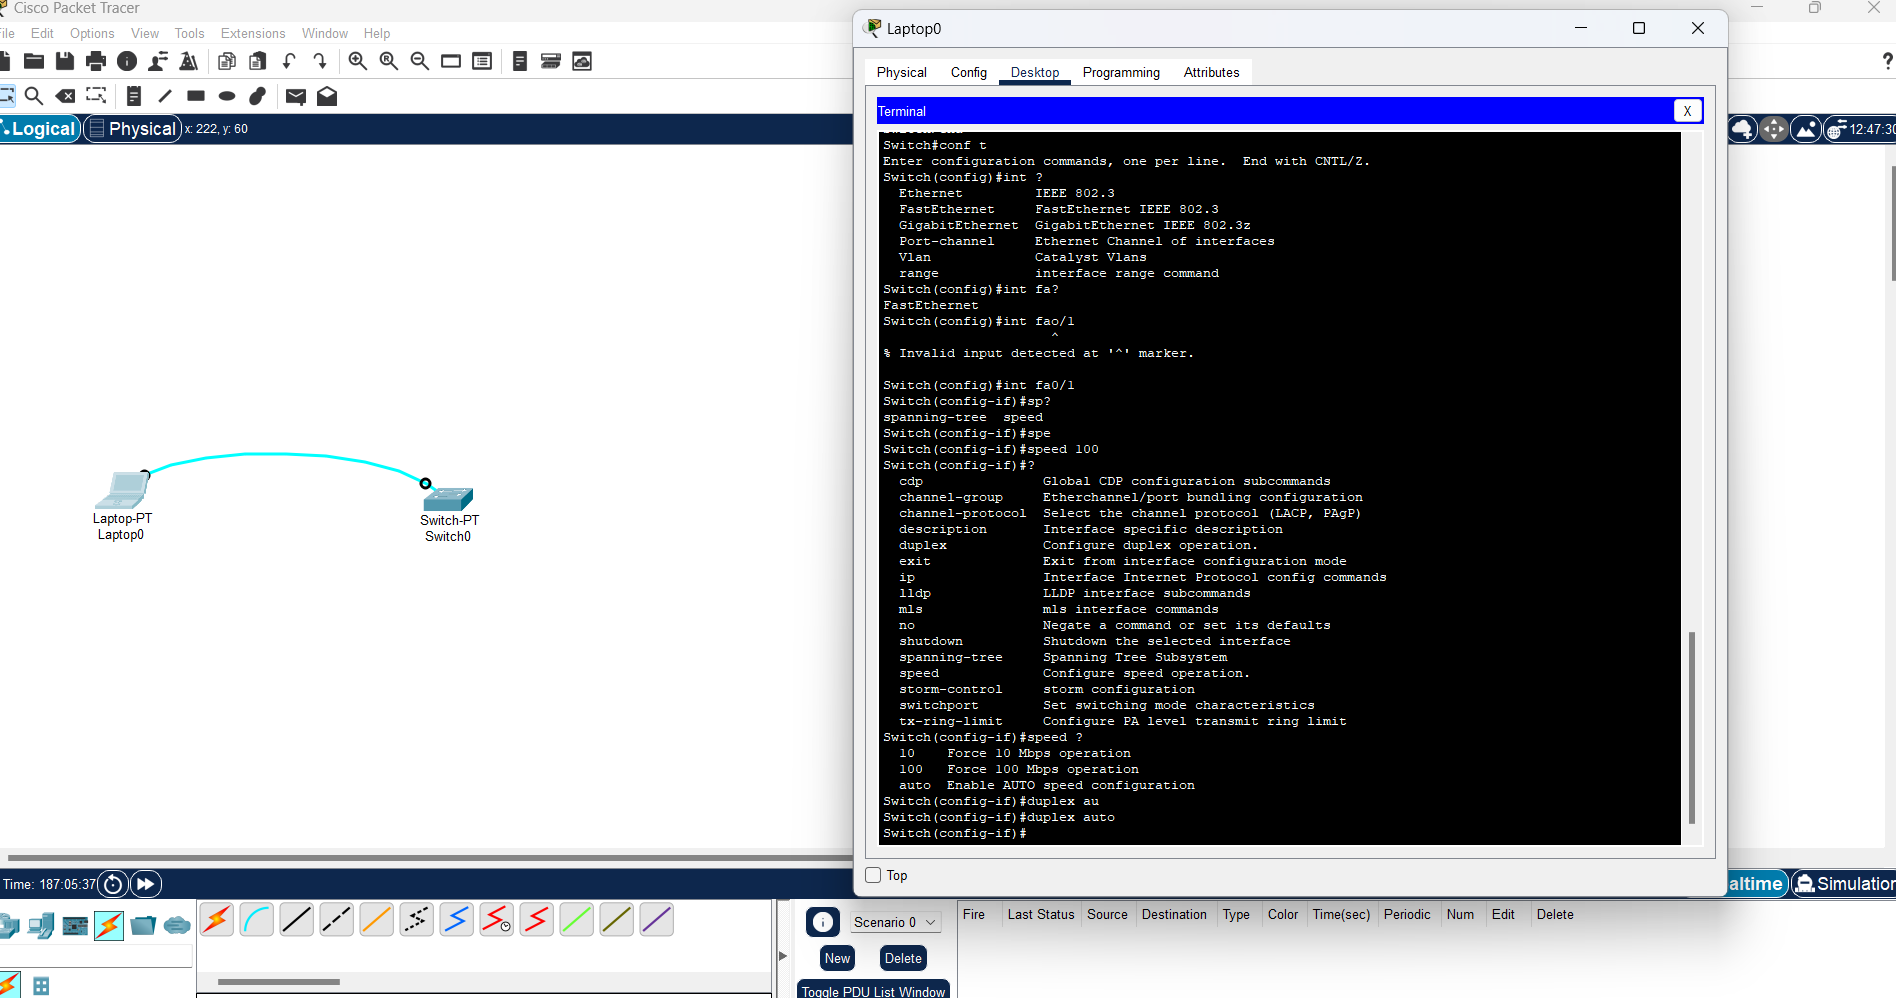 Cisco Packet Tracer
ile Edit Options View Tools Extensions Window Help
Logical Physical x: 222, y: 60
Laptop-PT
Laptop0
Switch-PT
Switch0
Laptop0
Physical Config Desktop Programming Attributes
Terminal X
Switch#conf t
Enter configuration commands, one per line.  End with CNTL/Z.
Switch(config)#int ?
Ethernet IEEE 802.3
FastEthernet FastEthernet IEEE 802.3
GigabitEthernet GigabitEthernet IEEE 802.3z
Port-channel Ethernet Channel of interfaces
Vlan Catalyst Vlans
range interface range command
Switch(config)#int fa?
FastEthernet
Switch(config)#int fao/1
^
% Invalid input detected at '^' marker.
Switch(config)#int fa0/1
Switch(config-if)#sp?
spanning-tree speed
Switch(config-if)#spe
Switch(config-if)#speed 100
Switch(config-if)#?
cdp Global CDP configuration subcommands
channel-group Etherchannel/port bundling configuration
channel-protocol Select the channel protocol (LACP, PAgP)
description Interface specific description
duplex Configure duplex operation.
exit Exit from interface configuration mode
ip Interface Internet Protocol config commands
lldp LLDP interface subcommands
mls mls interface commands
no Negate a command or set its defaults
shutdown Shutdown the selected interface
spanning-tree Spanning Tree Subsystem
speed Configure speed operation.
storm-control storm configuration
switchport Set switching mode characteristics
tx-ring-limit Configure PA level transmit ring limit
Switch(config-if)#speed ?
10 Force 10 Mbps operation
100 Force 100 Mbps operation
auto Enable AUTO speed configuration
Switch(config-if)#duplex au
Switch(config-if)#duplex auto
Switch(config-if)#
Top
?
12:47:30
Time: 187:05:37
altime Simulation
Scenario 0
New Delete
Toggle PDU List Window
Fire Last Status Source Destination Type Color Time(sec) Periodic Num Edit Delete